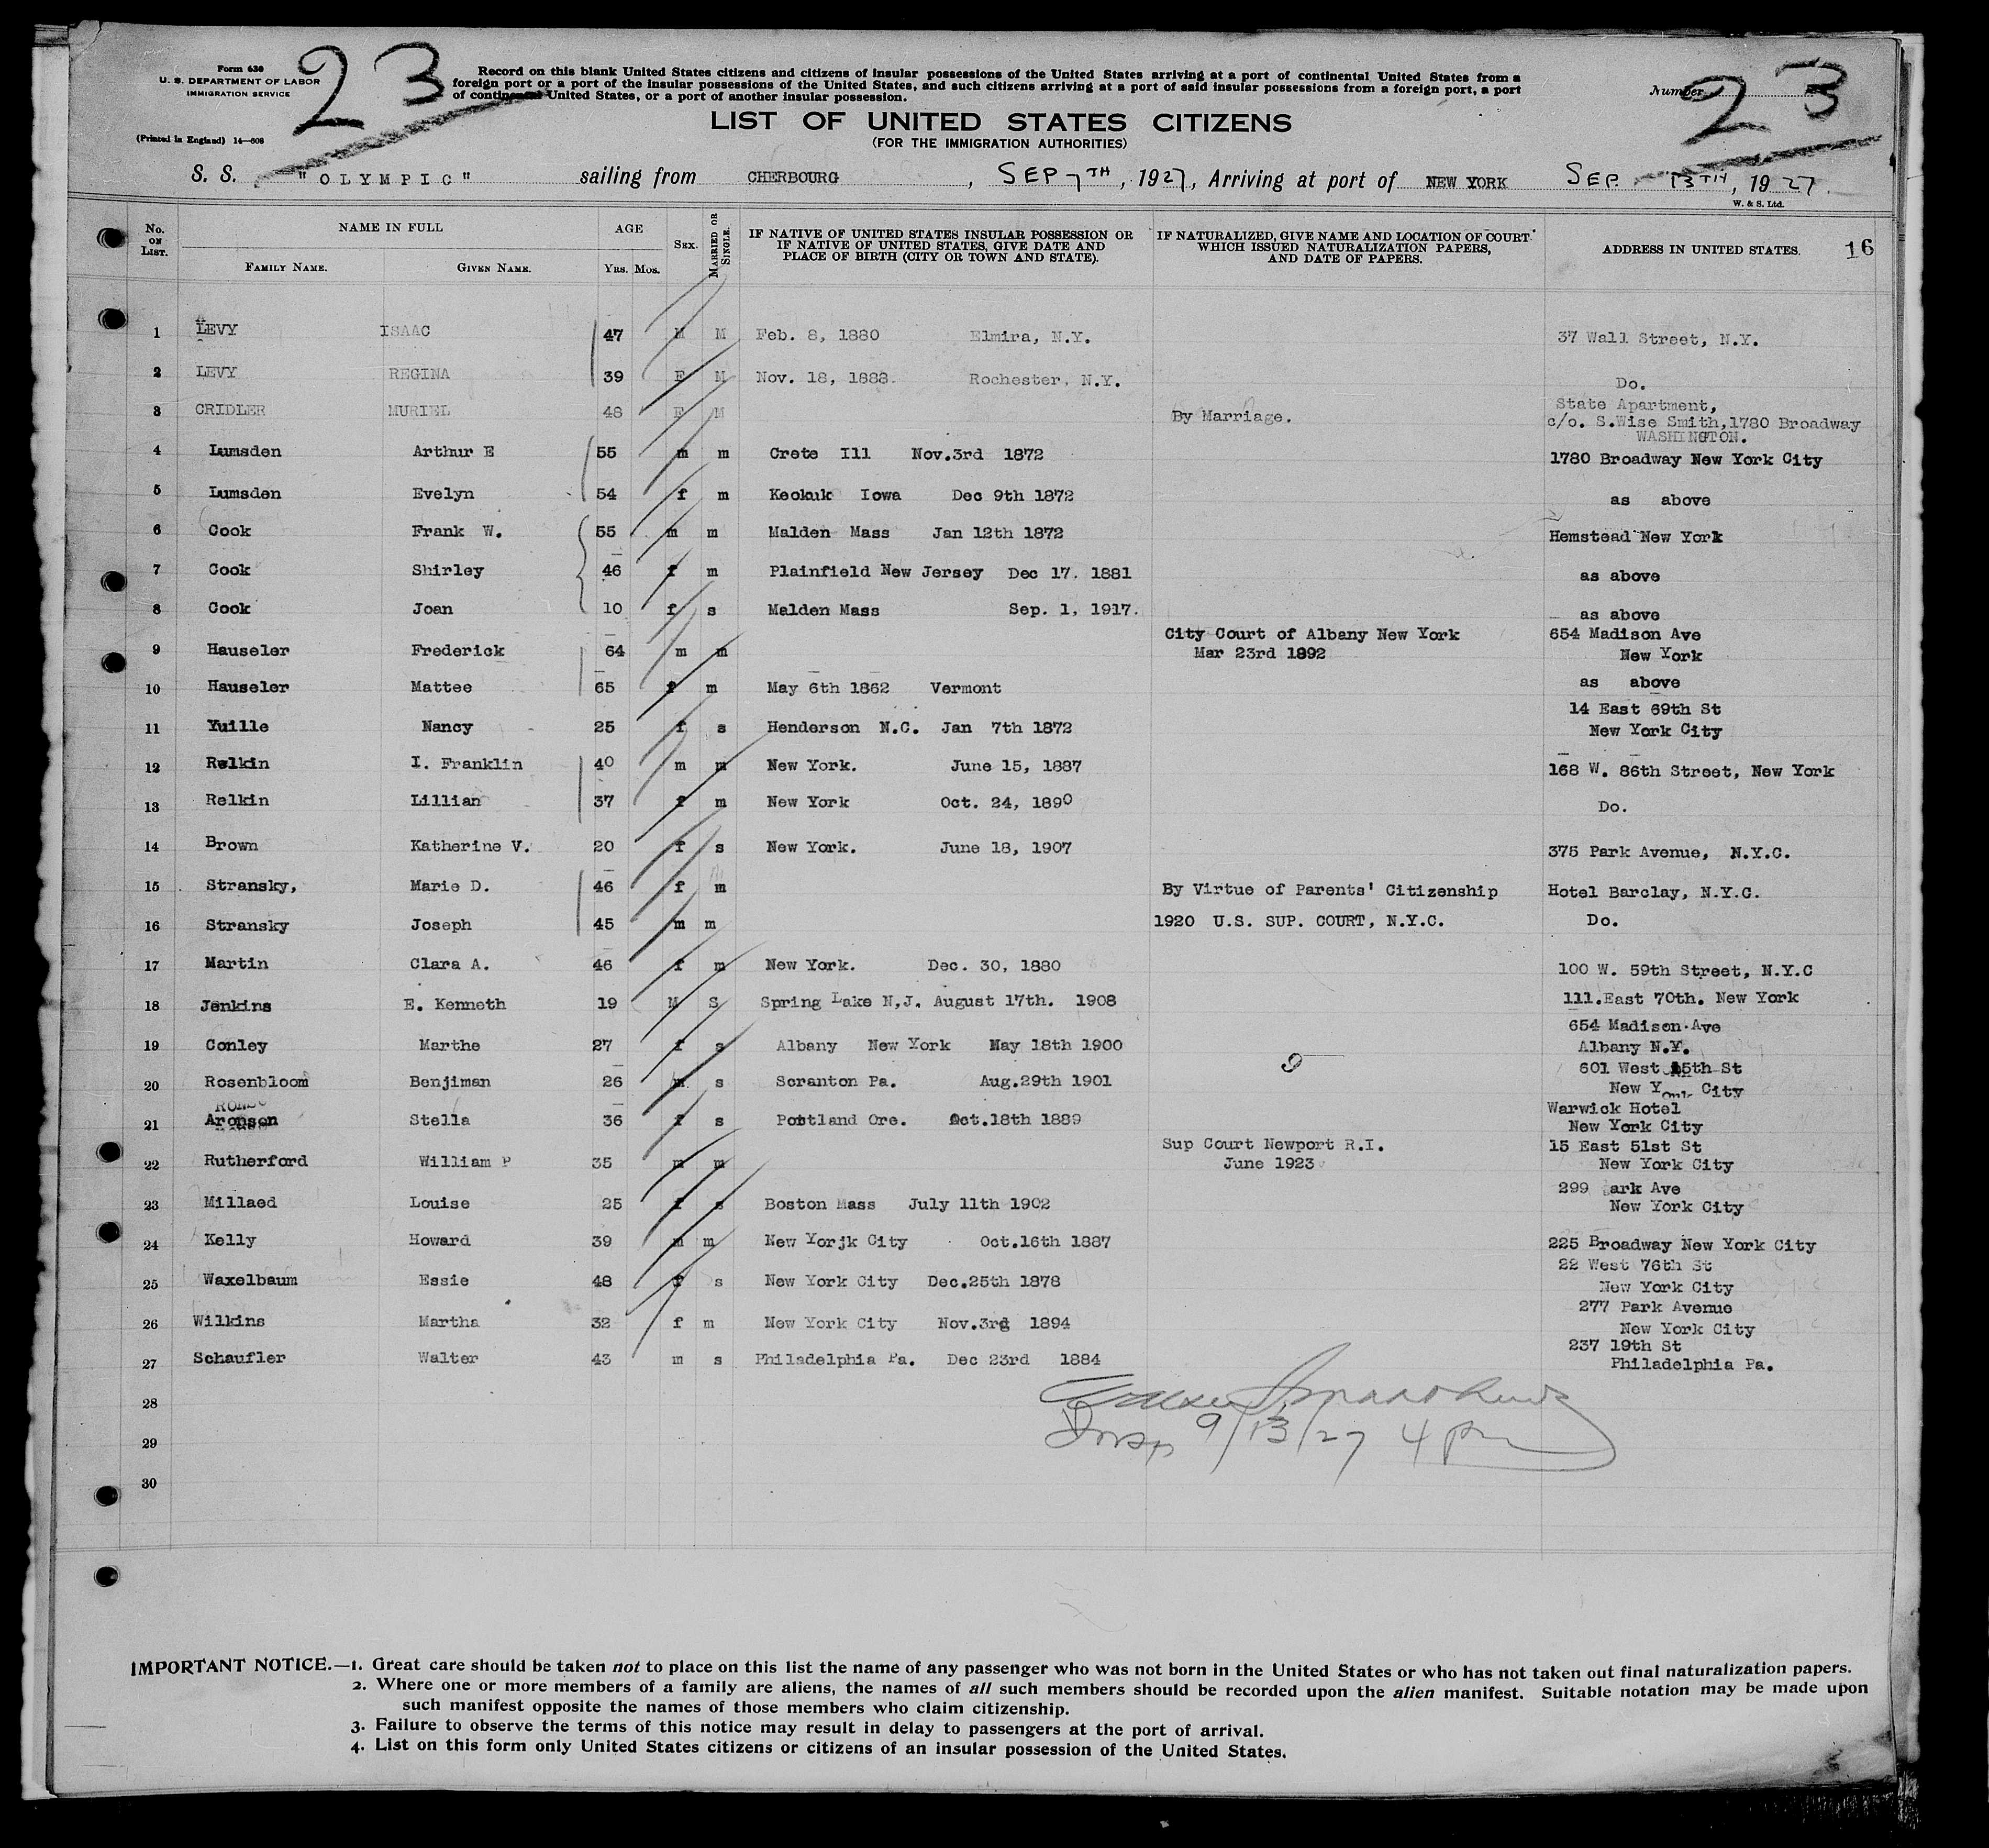 Form 630
U. S. DEPARTMENT OF LABOR
IMMIGRATION SERVICE
(Printed in England) 14—608
23
Record on this blank United States citizens and citizens of insular possessions of the United States arriving at a port of continental United States from a
foreign port or a port of the insular possessions of the United States, and such citizens arriving at a port of said insular possessions from a foreign port, a port
of continental United States, or a port of another insular possession.
Number 23
LIST OF UNITED STATES CITIZENS
(FOR THE IMMIGRATION AUTHORITIES)
S. S. "OLYMPIC" sailing from CHERBOURG, SEP 7TH, 1927, Arriving at port of NEW YORK SEP. 13TH, 1927.
W. & S. Ltd.
No. ON LIST. NAME IN FULL FAMILY NAME. GIVEN NAME. AGE YRS. MOS. SEX. MARRIED OR SINGLE. IF NATIVE OF UNITED STATES INSULAR POSSESSION OR IF NATIVE OF UNITED STATES, GIVE DATE AND PLACE OF BIRTH (CITY OR TOWN AND STATE). IF NATURALIZED, GIVE NAME AND LOCATION OF COURT WHICH ISSUED NATURALIZATION PAPERS, AND DATE OF PAPERS. ADDRESS IN UNITED STATES. 16
1 LEVY ISAAC 47 M M Feb. 8, 1880 Elmira, N.Y. 37 Wall Street, N.Y.
2 LEVY REGINA 39 F M Nov. 18, 1888. Rochester, N.Y. Do.
3 CRIDLER MURIEL 48 F M By Marriage. State Apartment,
c/o. S.Wise Smith,1780 Broadway
WASHINGTON.
4 Lumsden Arthur E 55 m m Crete Ill Nov.3rd 1872 1780 Broadway New York City
5 Lumsden Evelyn 54 f m Keokuk Iowa Dec 9th 1872 as above
6 Cook Frank W. 55 m m Malden Mass Jan 12th 1872 Hemstead New York
7 Cook Shirley 46 f m Plainfield New Jersey Dec 17. 1881 as above
8 Cook Joan 10 f s Malden Mass Sep. 1, 1917. as above
9 Hauseler Frederick 64 m m City Court of Albany New York Mar 23rd 1892 654 Madison Ave
New York
10 Hauseler Mattee 65 f m May 6th 1862 Vermont as above
11 Yuille Nancy 25 f s Henderson N.C. Jan 7th 1872 14 East 69th St
New York City
12 Relkin I. Franklin 40 m m New York. June 15, 1887 168 W. 86th Street, New York
13 Relkin Lillian 37 f m New York Oct. 24, 1890 Do.
14 Brown Katherine V. 20 f s New York. June 18, 1907 375 Park Avenue, N.Y.C.
15 Stransky, Marie D. 46 f m By Virtue of Parents' Citizenship Hotel Barclay, N.Y.C.
16 Stransky Joseph 45 m m 1920 U.S. SUP. COURT, N.Y.C. Do.
17 Martin Clara A. 46 f m New York. Dec. 30, 1880 100 W. 59th Street, N.Y.C
18 Jenkins E. Kenneth 19 M S Spring Lake N,J. August 17th. 1908 111.East 70th. New York
19 Conley Marthe 27 f s Albany New York May 18th 1900 654 Madison Ave
Albany N.Y.
9
20 Rosenbloom Benjiman 26 m s Scranton Pa. Aug.29th 1901 601 West 15th St
New York City
21 Aronson Stella 36 f s Portland Ore. Oct.18th 1889 Warwick Hotel
New York City
22 Rutherford William P 35 m m Sup Court Newport R.I. June 1923 15 East 51st St
New York City
23 Millaed Louise 25 f s Boston Mass July 11th 1902 299 ark Ave
New York City
24 Kelly Howard 39 m m New Yorjk City Oct.16th 1887 225 Broadway New York City
25 Waxelbaum Essie 48 f s New York City Dec.25th 1878 22 West 76th St
New York City
26 Wilkins Martha 32 f m New York City Nov.3rd 1894 277 Park Avenue
New York City
27 Schaufler Walter 43 m s Philadelphia Pa. Dec 23rd 1884 237 19th St
Philadelphia Pa.
28
29 9/13/27 4 pm
30
IMPORTANT NOTICE.—1. Great care should be taken not to place on this list the name of any passenger who was not born in the United States or who has not taken out final naturalization papers.
2. Where one or more members of a family are aliens, the names of all such members should be recorded upon the alien manifest. Suitable notation may be made upon
such manifest opposite the names of those members who claim citizenship.
3. Failure to observe the terms of this notice may result in delay to passengers at the port of arrival.
4. List on this form only United States citizens or citizens of an insular possession of the United States.